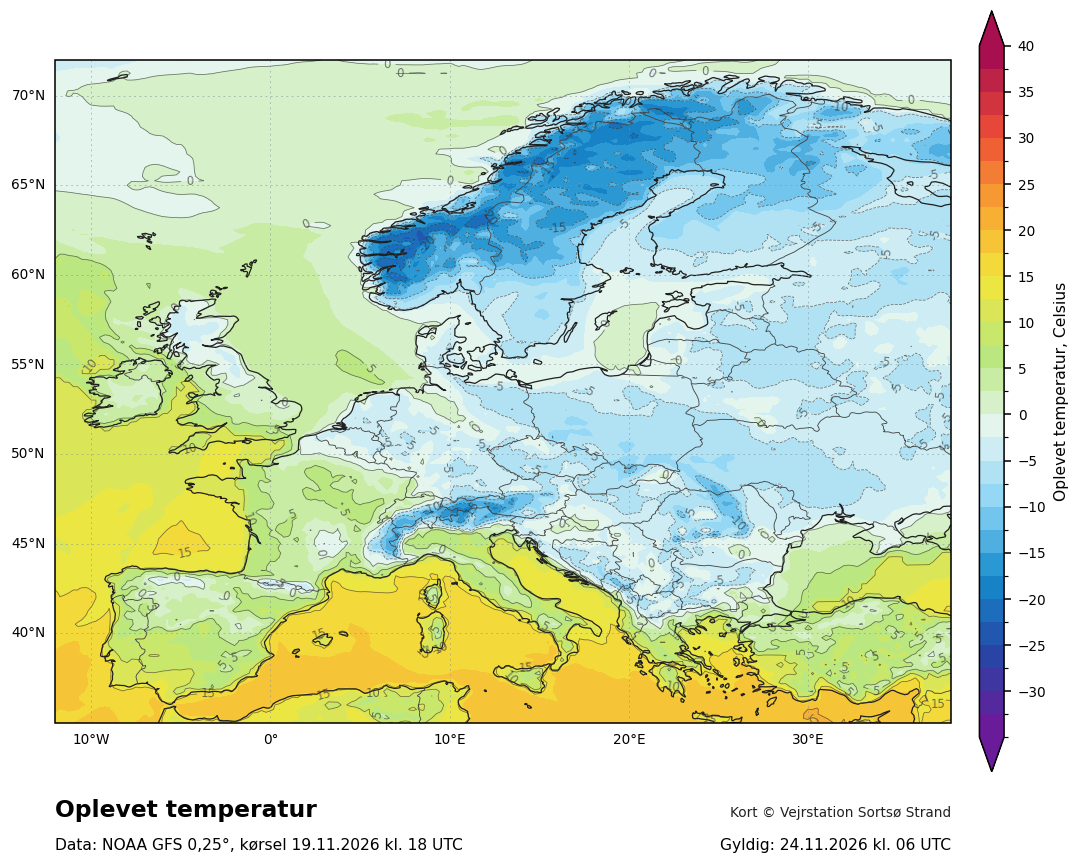 70°N
65°N
60°N
55°N
50°N
45°N
40°N
10°W
0°
10°E
20°E
30°E
40
35
30
25
20
15
10
5
0
−5
−10
−15
−20
−25
−30
Oplevet temperatur, Celsius
Oplevet temperatur
Kort © Vejrstation Sortsø Strand
Data: NOAA GFS 0,25°, kørsel 19.11.2026 kl. 18 UTC
Gyldig: 24.11.2026 kl. 06 UTC